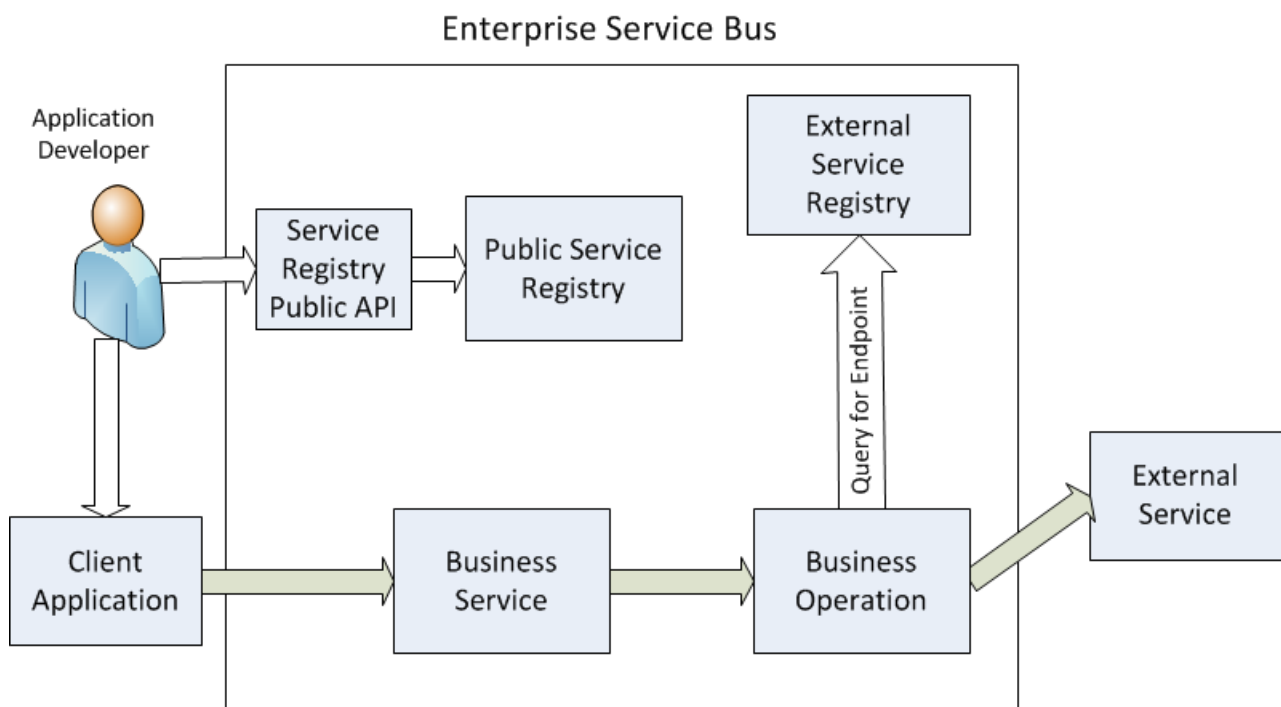 Enterprise Service Bus
Application
Developer
External
Service
Registry
Service
Registry
Public API
Public Service
Registry
Query for Endpoint
External
Service
Client
Application
Business
Service
Business
Operation